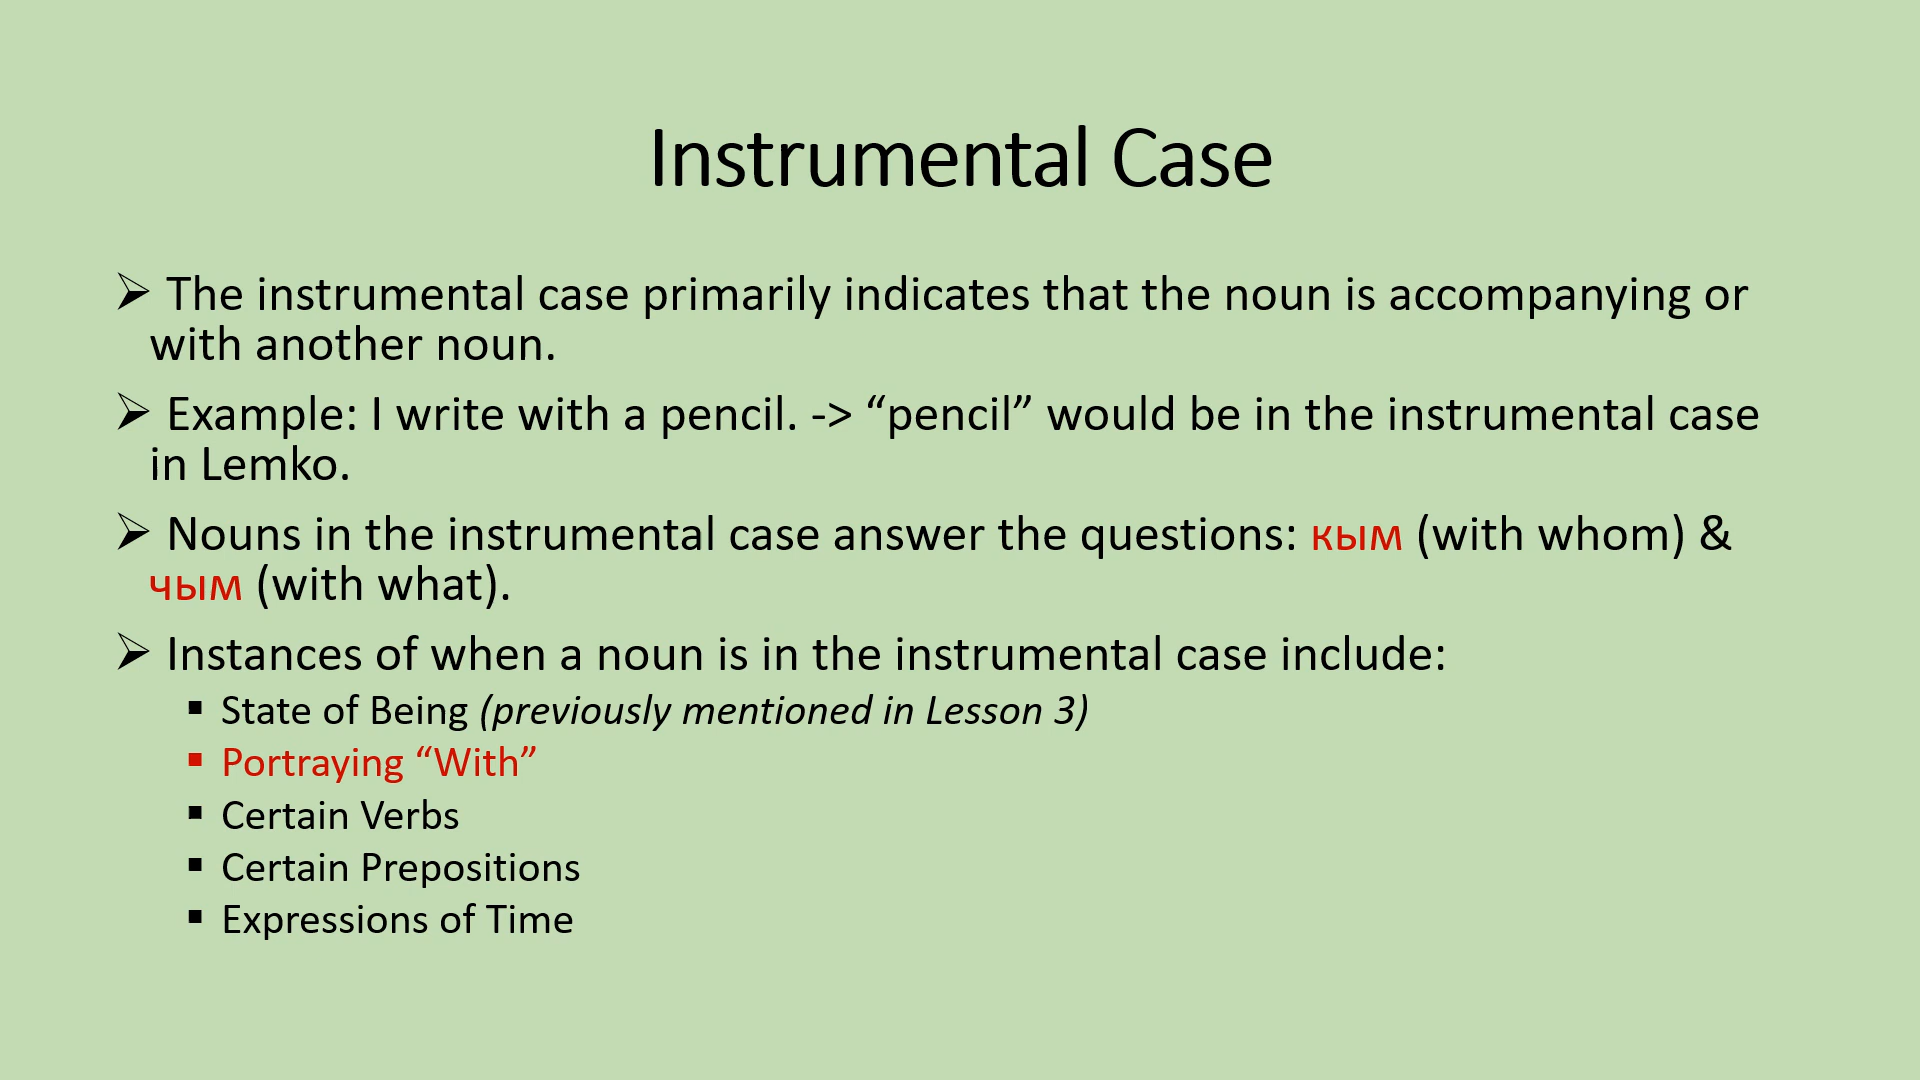 Instrumental Case
➢ The instrumental case primarily indicates that the noun is accompanying or
with another noun.
➢ Example: I write with a pencil. -> “pencil” would be in the instrumental case
in Lemko.
➢ Nouns in the instrumental case answer the questions: кым (with whom) &
чым (with what).
➢ Instances of when a noun is in the instrumental case include:
▪ State of Being (previously mentioned in Lesson 3)
▪ Portraying “With”
▪ Certain Verbs
▪ Certain Prepositions
▪ Expressions of Time